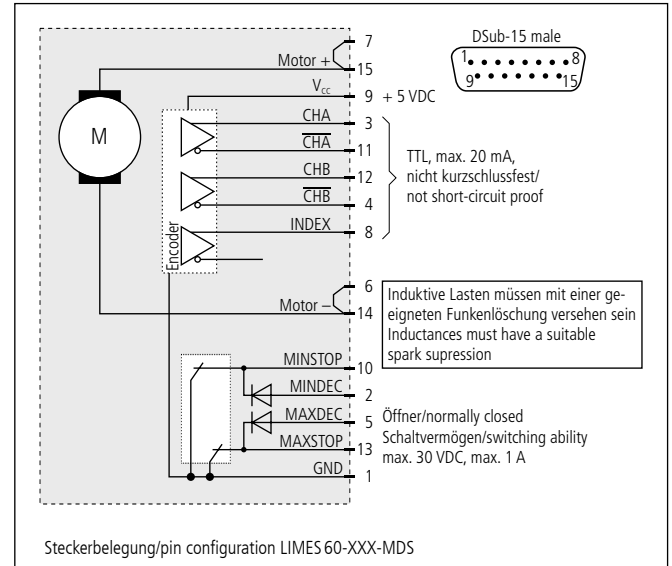 DSub-15 male
1
8
9
15
7
Motor +
15
Vcc
9 + 5 VDC
CHA
3
C̅H̅A̅
11
CHB
12
C̅H̅B̅
4
INDEX
8
TTL, max. 20 mA,
nicht kurzschlussfest/
not short-circuit proof
M
Encoder
6
Motor –
14
Induktive Lasten müssen mit einer ge-
eigneten Funkenlöschung versehen sein
Inductances must have a suitable
spark supression
MINSTOP
10
MINDEC
2
MAXDEC
5
MAXSTOP
13
GND
1
Öffner/normally closed
Schaltvermögen/switching ability
max. 30 VDC, max. 1 A
Steckerbelegung/pin configuration LIMES 60-XXX-MDS